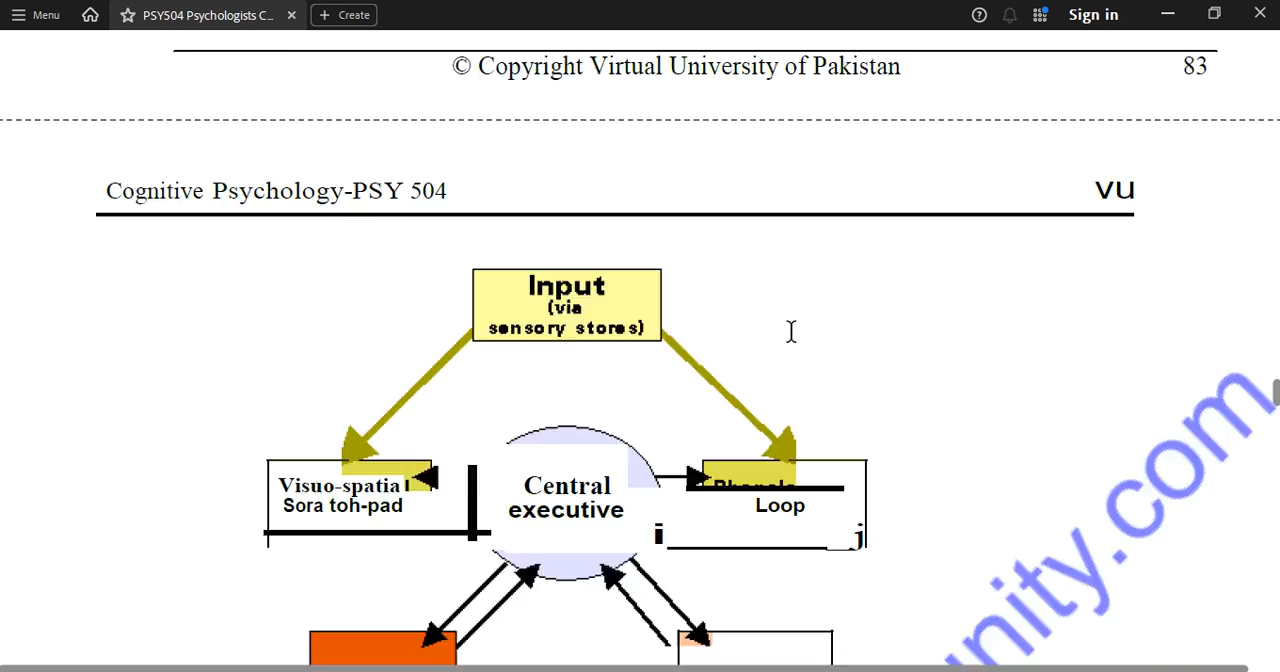 Menu
PSY504 Psychologists C...
Create
Sign in
© Copyright Virtual University of Pakistan 83
Cognitive Psychology-PSY 504 vu
Input
(via
sensory stores)
Visuo-spatial
Sora toh-pad
Central
executive
Loop
i
j
nity.com